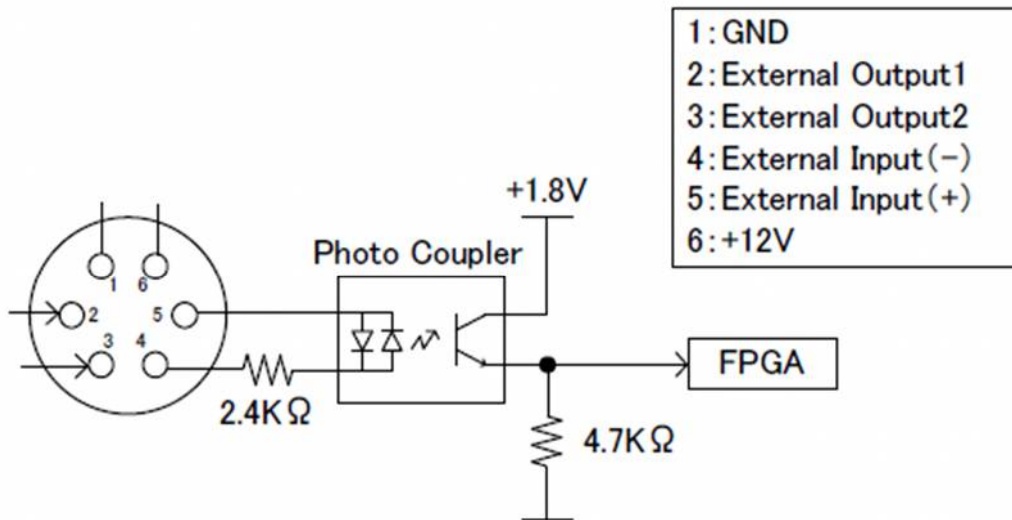 1:GND
2:External Output1
3:External Output2
4:External Input(-)
5:External Input(+)
6:+12V
+1.8V
Photo Coupler
1 6
2 5
3 4
FPGA
2.4KΩ
4.7KΩ